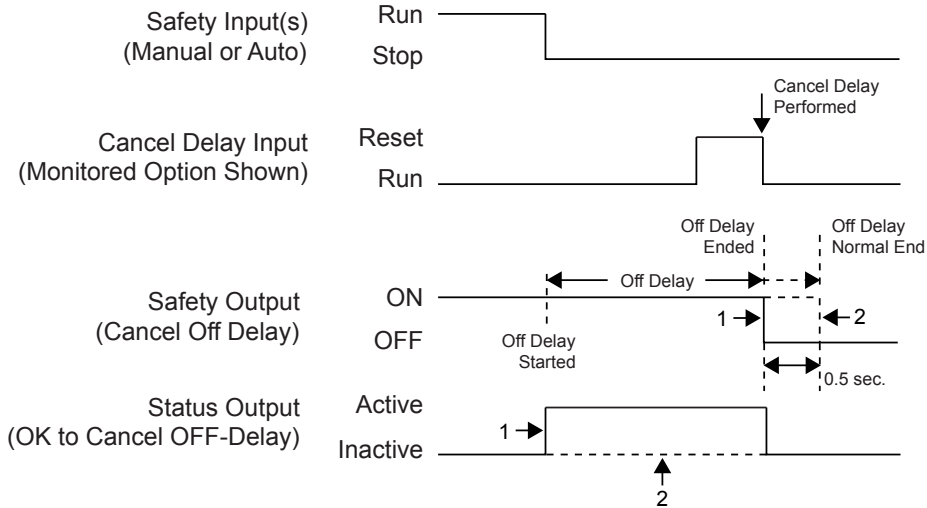 Safety Input(s)
(Manual or Auto)
Run
Stop
Cancel Delay
Performed
Cancel Delay Input
(Monitored Option Shown)
Reset
Run
Off Delay
Ended
Off Delay
Normal End
Off Delay
Safety Output
(Cancel Off Delay)
ON
OFF
1
2
Off Delay
Started
0.5 sec.
Status Output
(OK to Cancel OFF-Delay)
Active
Inactive
1
2